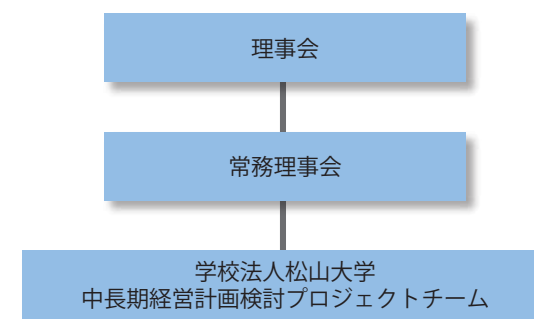 理事会
常務理事会
学校法人松山大学
中長期経営計画検討プロジェクトチーム